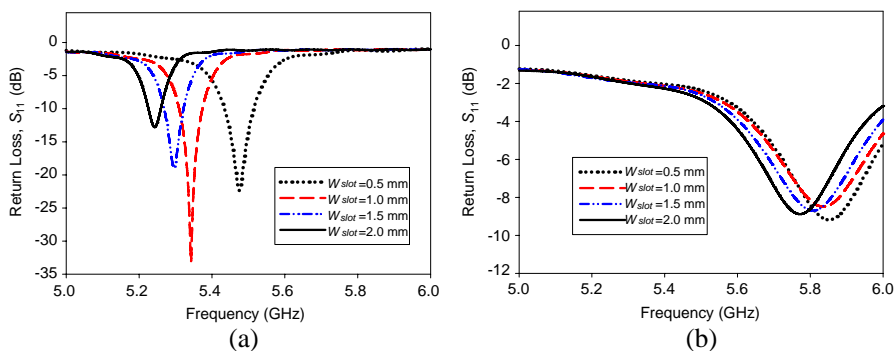 0
-5
-10
-15
-20
-25
-30
-35
5.0 5.2 5.4 5.6 5.8 6.0
Return Loss, S11 (dB)
Frequency (GHz)
Wslot=0.5 mm
Wslot=1.0 mm
Wslot=1.5 mm
Wslot=2.0 mm
(a)
0
-2
-4
-6
-8
-10
-12
5.0 5.2 5.4 5.6 5.8 6.0
Return Loss, S11 (dB)
Frequency (GHz)
Wslot=0.5 mm
Wslot=1.0 mm
Wslot=1.5 mm
Wslot=2.0 mm
(b)